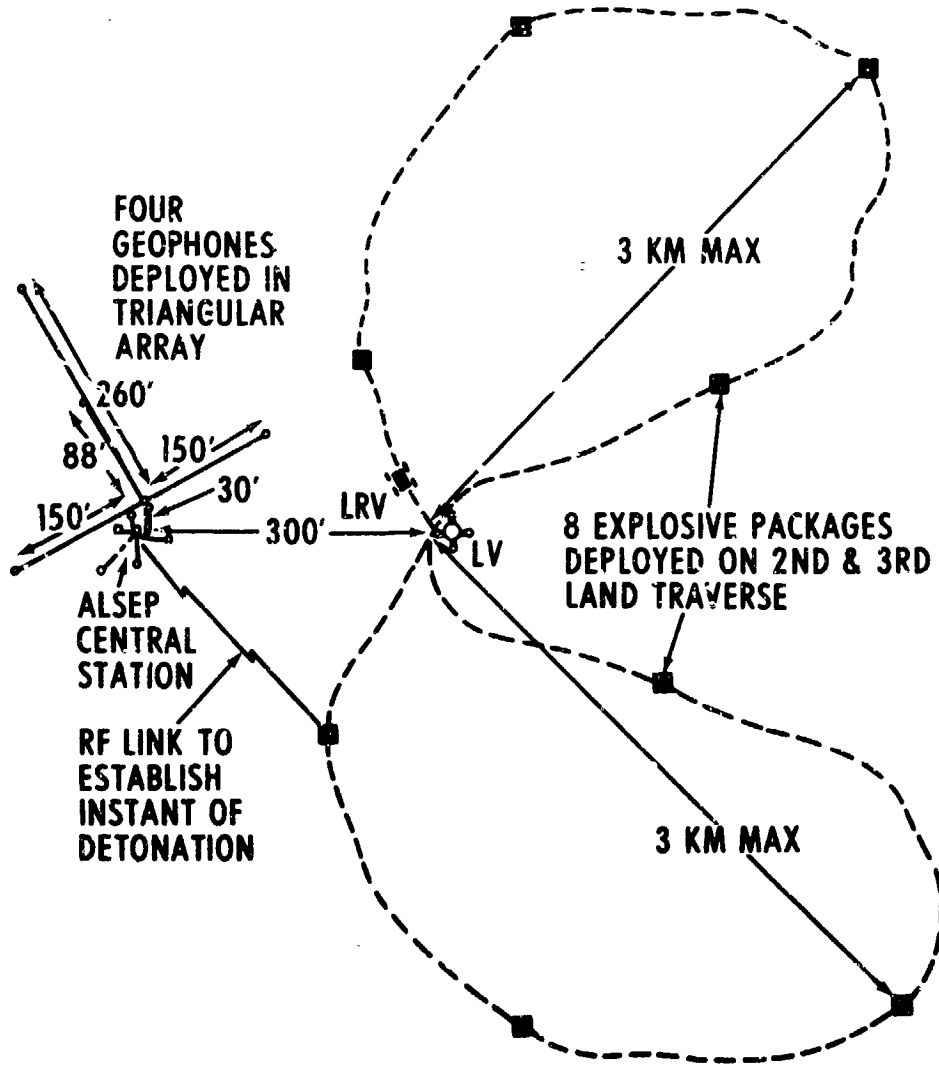 FOUR
GEOPHONES
DEPLOYED IN
TRIANGULAR
ARRAY
3 KM MAX
260'
88'
150'
30'
150'
LRV
300'
LV
8 EXPLOSIVE PACKAGES
DEPLOYED ON 2ND & 3RD
LAND TRAVERSE
ALSEP
CENTRAL
STATION
RF LINK TO
ESTABLISH
INSTANT OF
DETONATION
3 KM MAX